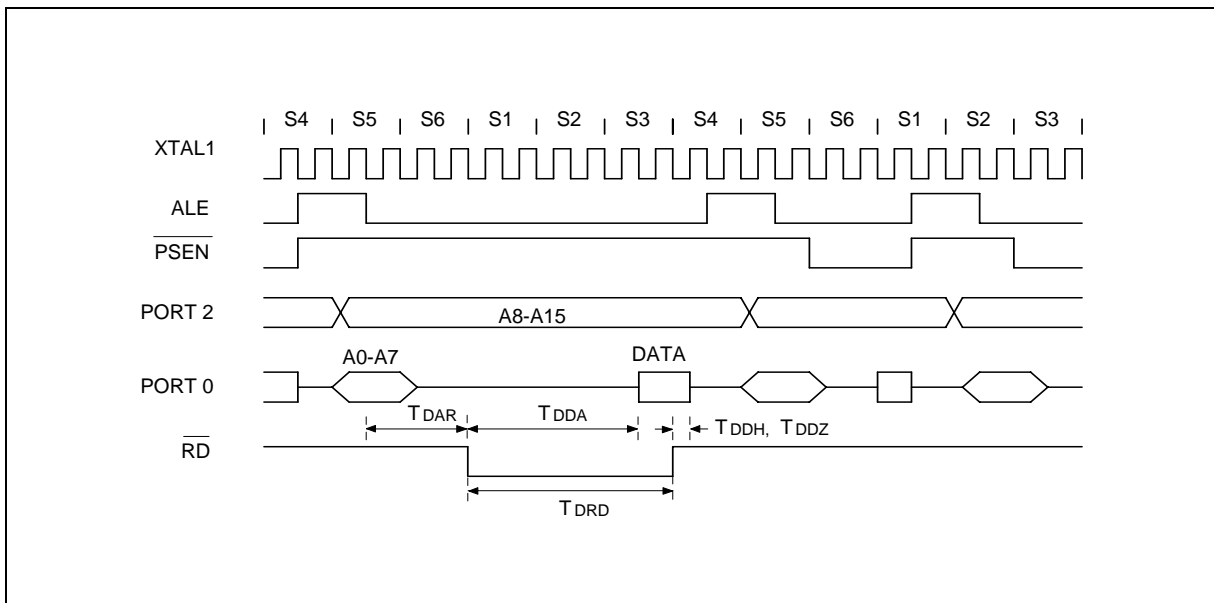 S4 S5 S6 S1 S2 S3 S4 S5 S6 S1 S2 S3
XTAL1
ALE
PSEN
PORT 2
A8-A15
A0-A7
DATA
PORT 0
TDAR
TDDA
TDDH, TDDZ
RD
TDRD